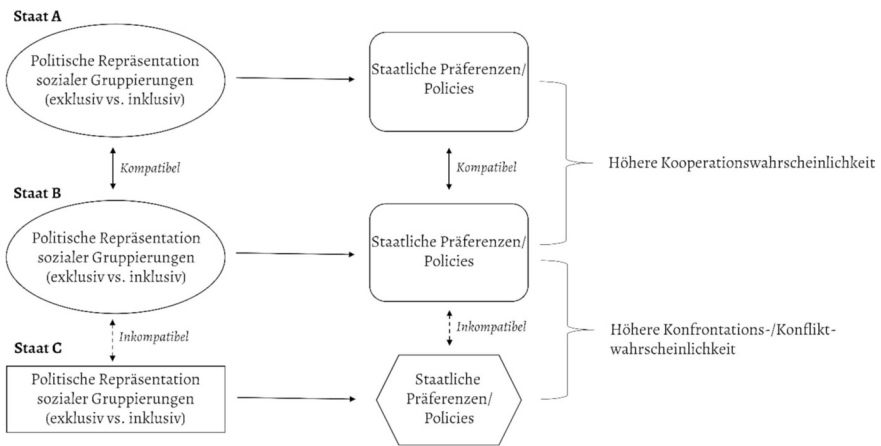 Staat A
Politische Repräsentation
sozialer Gruppierungen
(exklusiv vs. inklusiv)
Staatliche Präferenzen/
Policies
Kompatibel
Kompatibel
Höhere Kooperationswahrscheinlichkeit
Staat B
Politische Repräsentation
sozialer Gruppierungen
(exklusiv vs. inklusiv)
Staatliche Präferenzen/
Policies
Inkompatibel
Inkompatibel
Höhere Konfrontations-/Konflikt-
wahrscheinlichkeit
Staat C
Politische Repräsentation
sozialer Gruppierungen
(exklusiv vs. inklusiv)
Staatliche
Präferenzen/
Policies